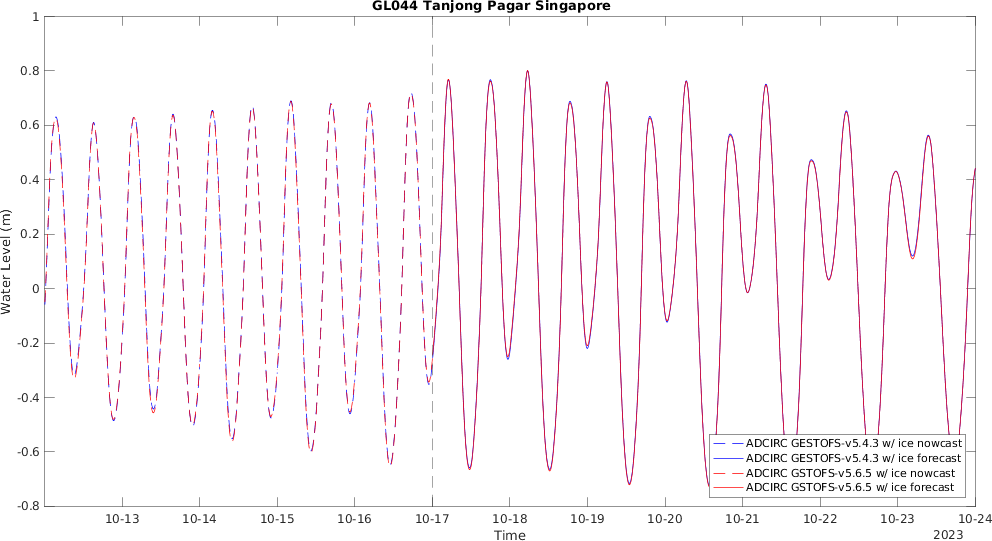 GL044 Tanjong Pagar Singapore
1
0.8
0.6
0.4
0.2
0
-0.2
-0.4
-0.6
-0.8
Water Level (m)
ADCIRC GESTOFS-v5.4.3 w/ ice nowcast
ADCIRC GESTOFS-v5.4.3 w/ ice forecast
ADCIRC GSTOFS-v5.6.5 w/ ice nowcast
ADCIRC GSTOFS-v5.6.5 w/ ice forecast
10-13 10-14 10-15 10-16 10-17 10-18 10-19 10-20 10-21 10-22 10-23 10-24
Time
2023